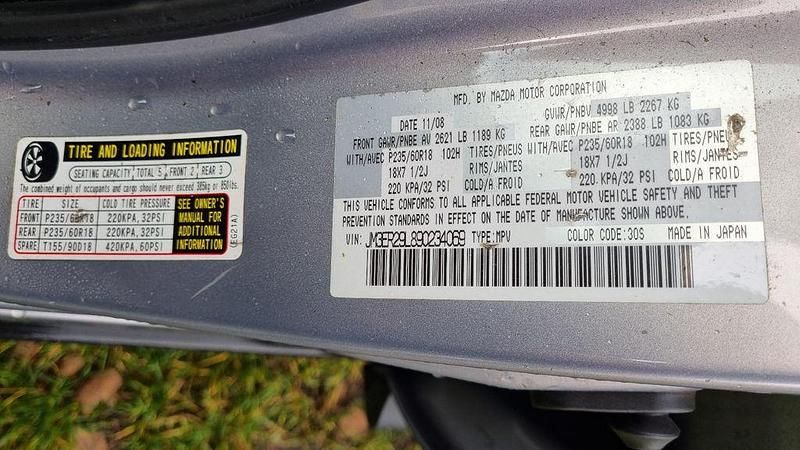 TIRE AND LOADING INFORMATION
SEATING CAPACITY TOTAL 5 FRONT 2 REAR 3
The combined weight of occupants and cargo should never exceed 385kg or 850lbs.
TIRE SIZE COLD TIRE PRESSURE SEE OWNER'S MANUAL FOR ADDITIONAL INFORMATION
FRONT P235/60R18 220KPA,32PSI
REAR P235/60R18 220KPA,32PSI
SPARE T155/90D18 420KPA,60PSI
(EG21A)
MFD. BY MAZDA MOTOR CORPORATION
DATE 11/08 GVWR/PNBV 4998 LB 2267 KG
FRONT GAWR/PNBE AV 2621 LB 1189 KG REAR GAWR/PNBE AR 2388 LB 1083 KG
WITH/AVEC P235/60R18 102H TIRES/PNEUS WITH/AVEC P235/60R18 102H TIRES/PNEUS
18X7 1/2J RIMS/JANTES 18X7 1/2J RIMS/JANTES
220 KPA/32 PSI COLD/A FROID 220 KPA/32 PSI COLD/A FROID
THIS VEHICLE CONFORMS TO ALL APPLICABLE FEDERAL MOTOR VEHICLE SAFETY AND THEFT
PREVENTION STANDARDS IN EFFECT ON THE DATE OF MANUFACTURE SHOWN ABOVE.
VIN: JM3ER29L890234069 TYPE:MPV COLOR CODE:30S MADE IN JAPAN